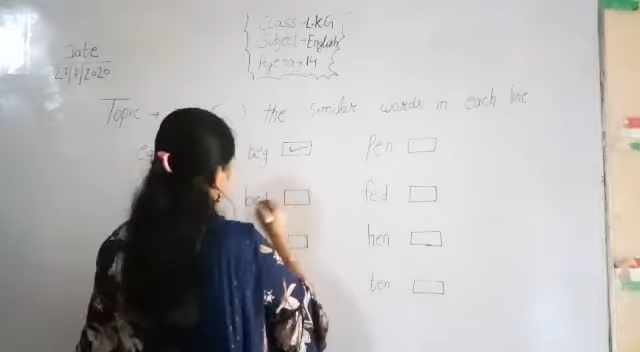 Class → L.K.G
Subject → English
Page no → 14
Date
23/7/2020
Topic → ( ) the similar words in each line
beg ✓ Pen
bed fed
hen
ten